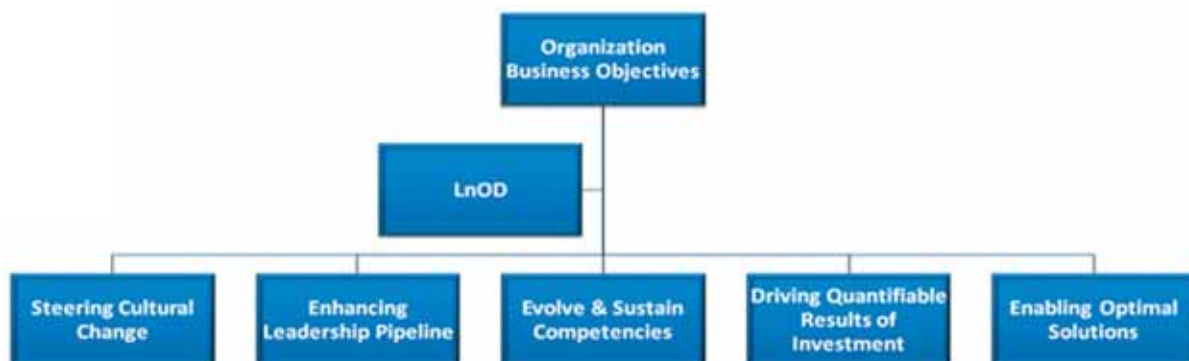 Organization
Business Objectives
LnOD
Steering Cultural
Change
Enhancing
Leadership Pipeline
Evolve & Sustain
Competencies
Driving Quantifiable
Results of
Investment
Enabling Optimal
Solutions